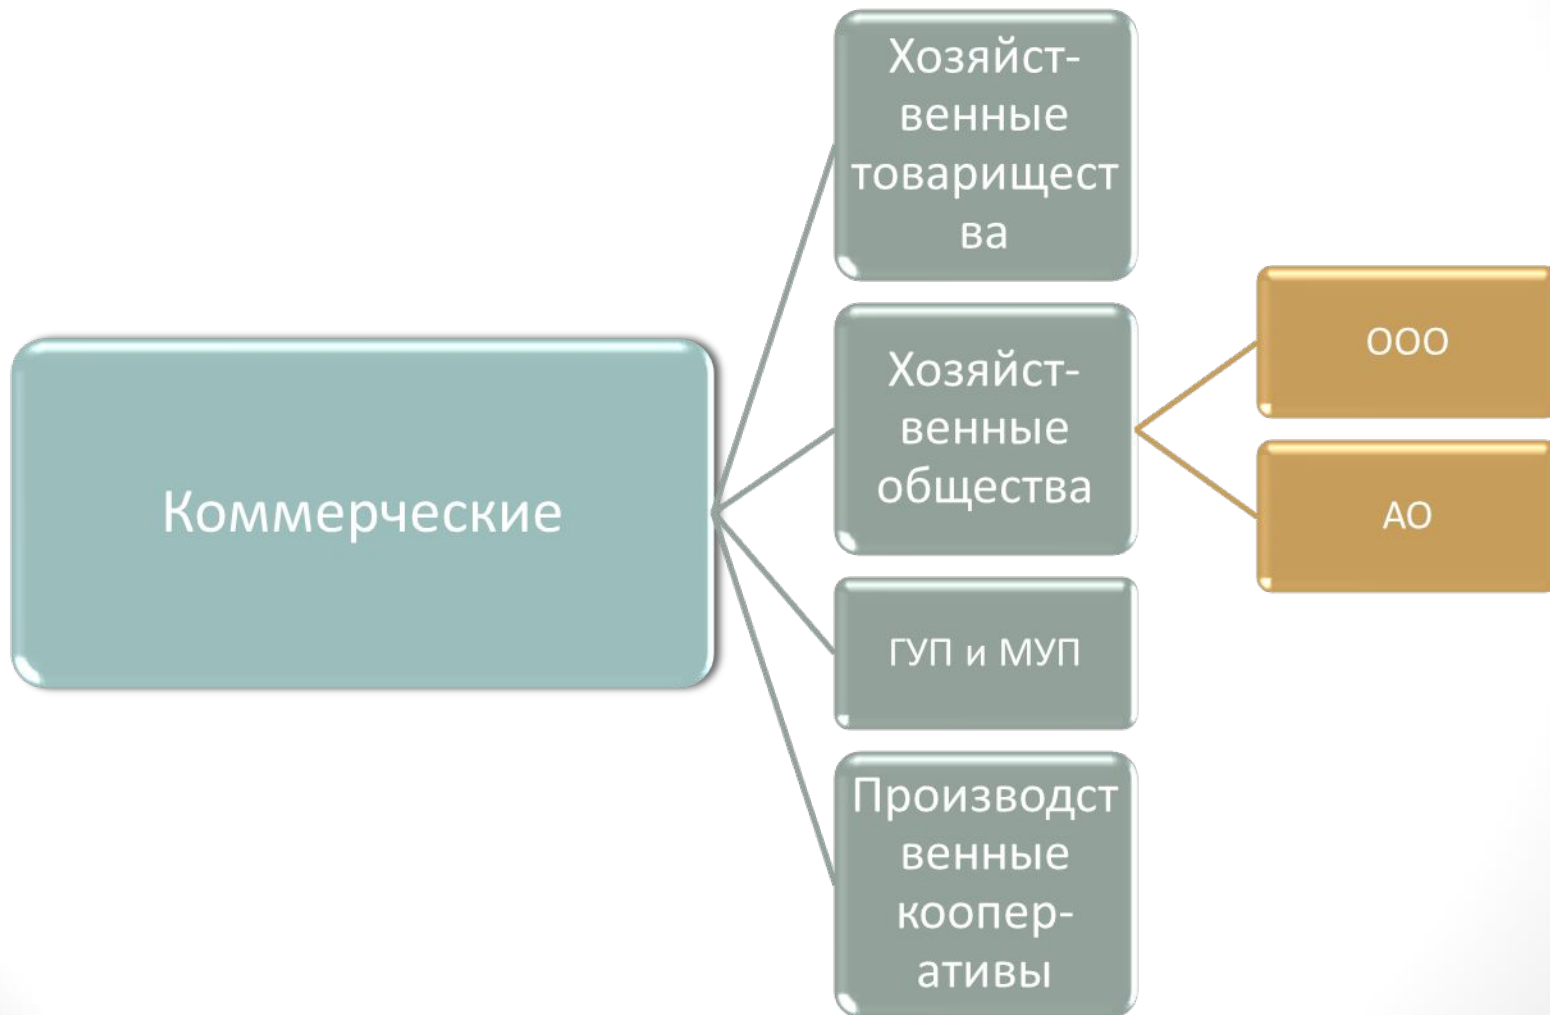 Коммерческие
Хозяйст-
венные
товарищест
ва
Хозяйст-
венные
общества
ООО
АО
ГУП и МУП
Производст
венные
коопер-
ативы